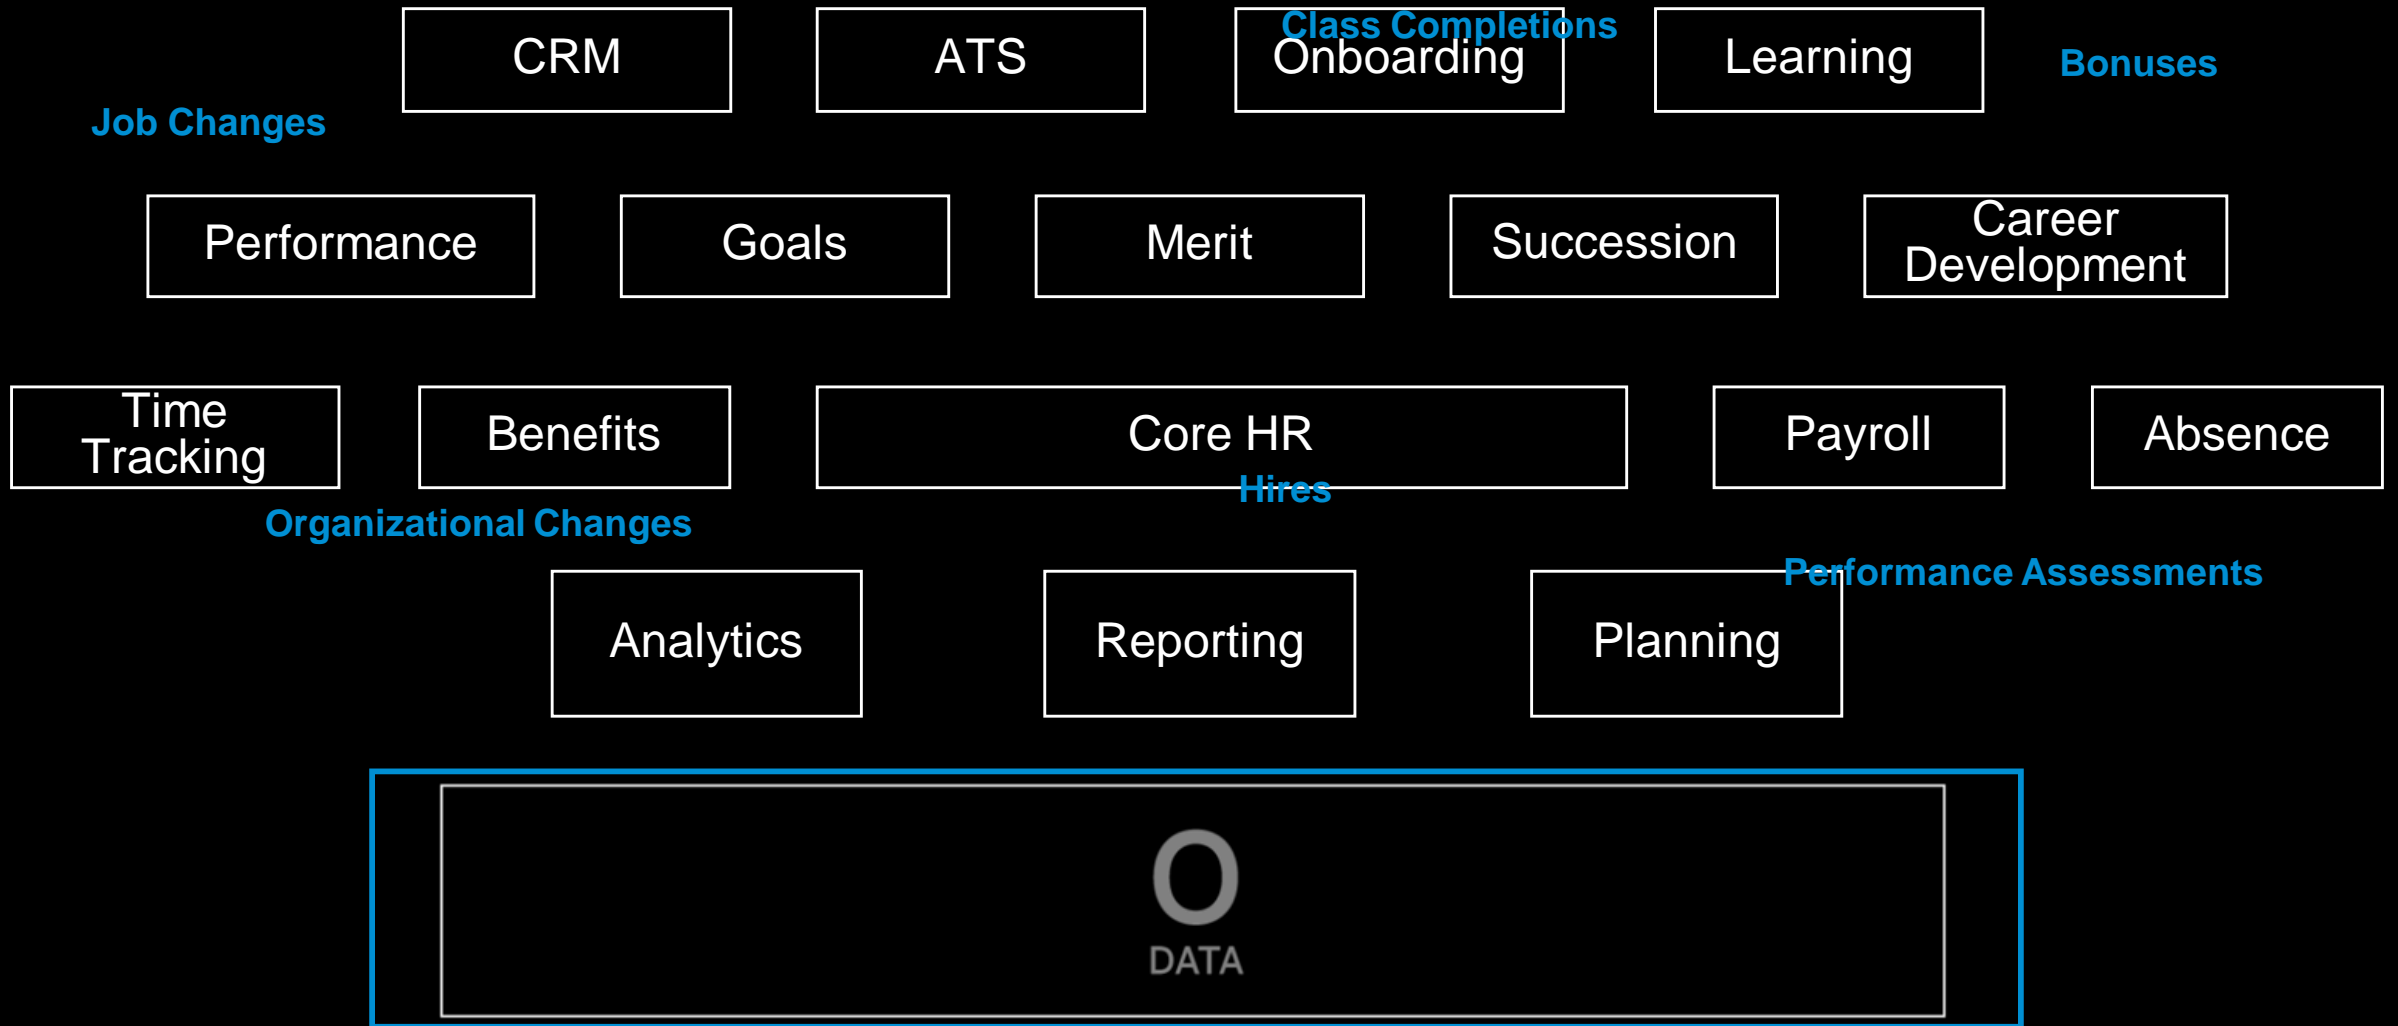 Class Completions
CRM
ATS
Onboarding
Learning
Bonuses
Job Changes
Performance
Goals
Merit
Succession
Career
Development
Time
Tracking
Benefits
Core HR
Payroll
Absence
Hires
Organizational Changes
Performance Assessments
Analytics
Reporting
Planning
O
DATA